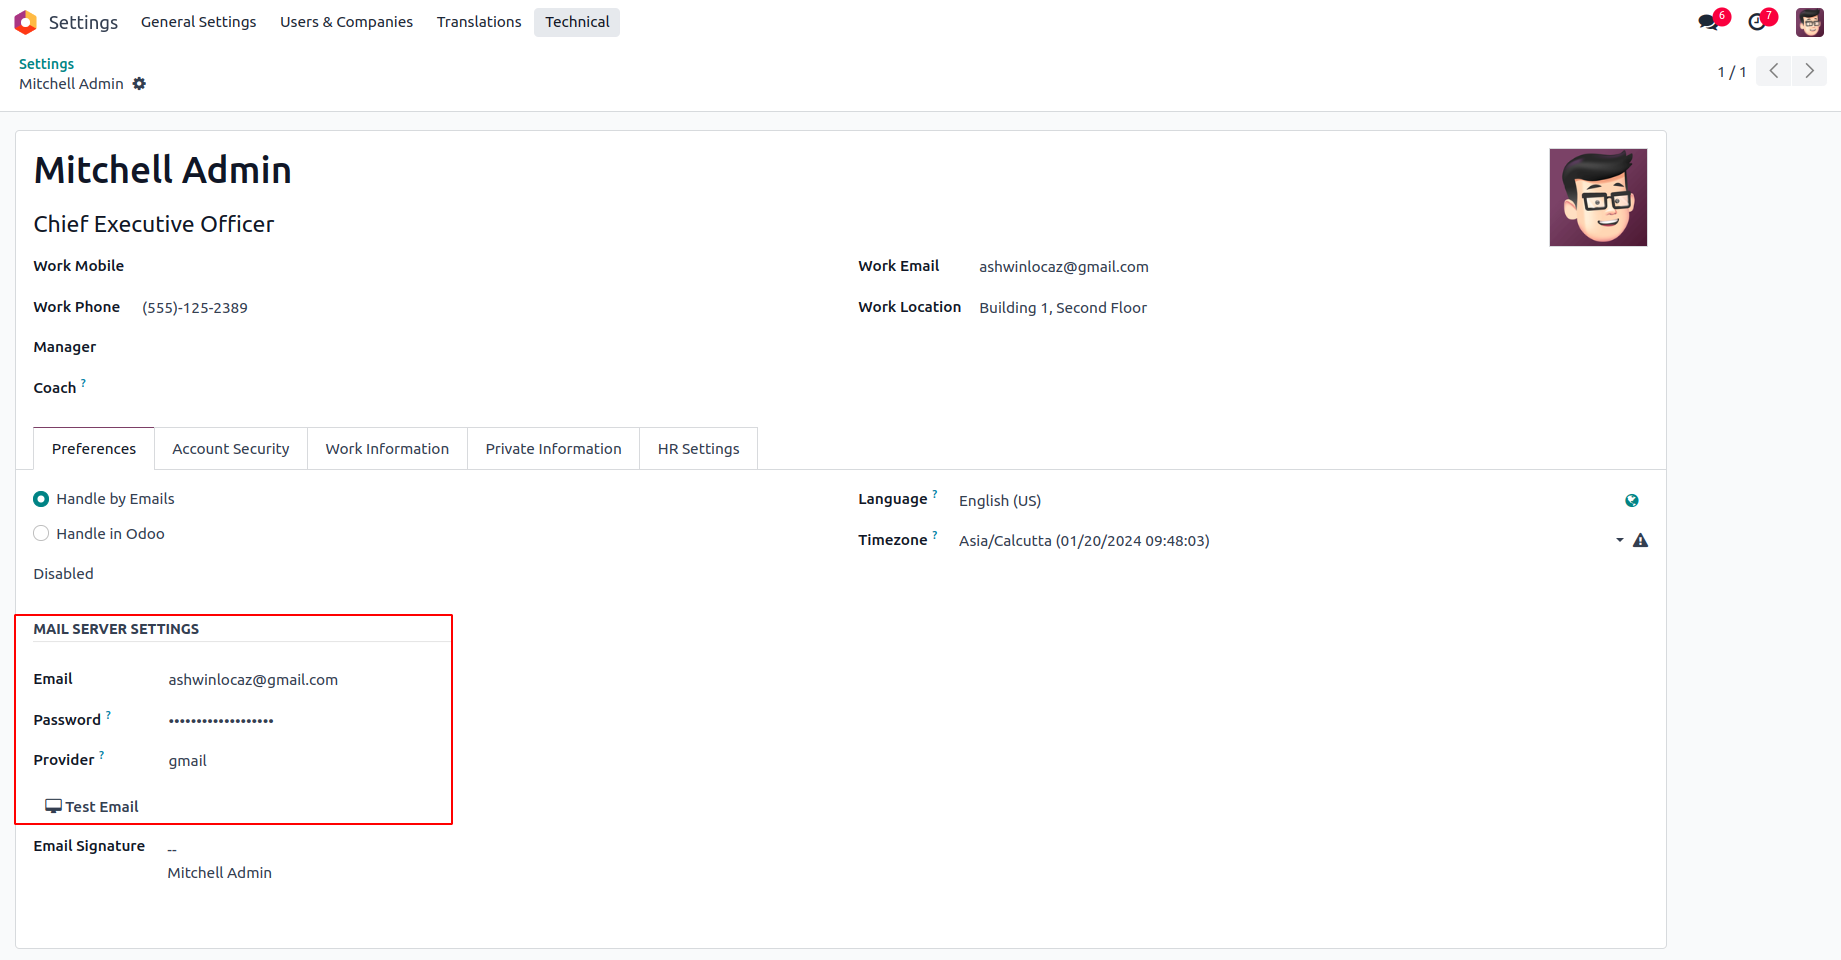 Settings General Settings Users & Companies Translations Technical 6 7
Settings
Mitchell Admin
1 / 1
Mitchell Admin
Chief Executive Officer
Work Mobile
Work Email ashwinlocaz@gmail.com
Work Phone (555)-125-2389
Work Location Building 1, Second Floor
Manager
Coach ?
Preferences Account Security Work Information Private Information HR Settings
Handle by Emails
Language ? English (US)
Handle in Odoo
Timezone ? Asia/Calcutta (01/20/2024 09:48:03)
Disabled
MAIL SERVER SETTINGS
Email ashwinlocaz@gmail.com
Password ? •••••••••••••••••••
Provider ? gmail
Test Email
Email Signature --
Mitchell Admin